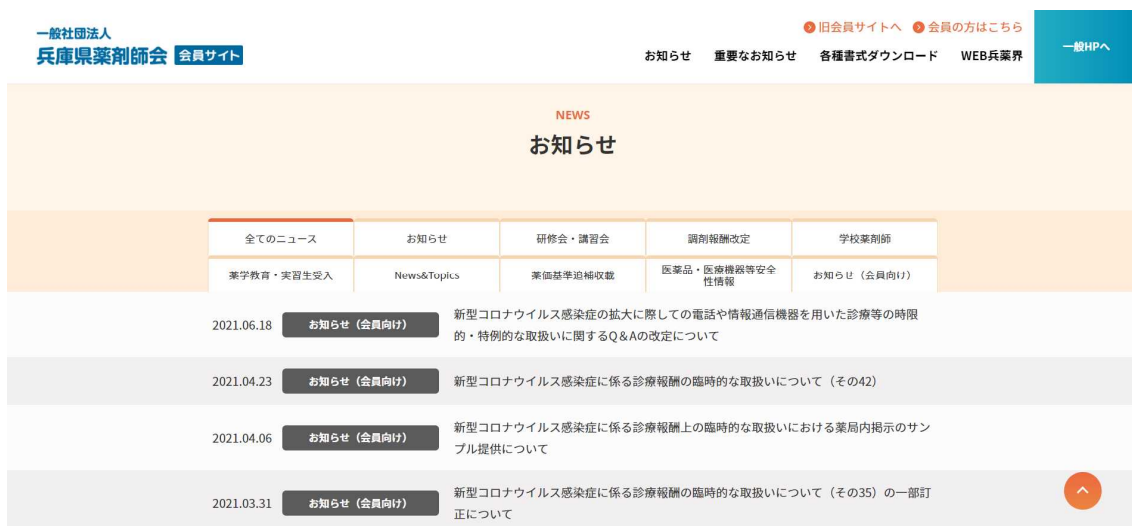 一般社団法人
兵庫県薬剤師会 会員サイト
旧会員サイトへ 会員の方はこちら
お知らせ 重要なお知らせ 各種書式ダウンロード WEB兵薬界
一般HPへ
NEWS
お知らせ
全てのニュース お知らせ 研修会・講習会 調剤報酬改定 学校薬剤師
薬学教育・実習生受入 News&Topics 薬価基準追補収載 医薬品・医療機器等安全
性情報 お知らせ（会員向け）
2021.06.18 お知らせ（会員向け） 新型コロナウイルス感染症の拡大に際しての電話や情報通信機器を用いた診療等の時限
的・特例的な取扱いに関するQ&Aの改定について
2021.04.23 お知らせ（会員向け） 新型コロナウイルス感染症に係る診療報酬の臨時的な取扱いについて（その42）
2021.04.06 お知らせ（会員向け） 新型コロナウイルス感染症に係る診療報酬上の臨時的な取扱いにおける薬局内掲示のサン
プル提供について
2021.03.31 お知らせ（会員向け） 新型コロナウイルス感染症に係る診療報酬の臨時的な取扱いについて（その35）の一部訂
正について